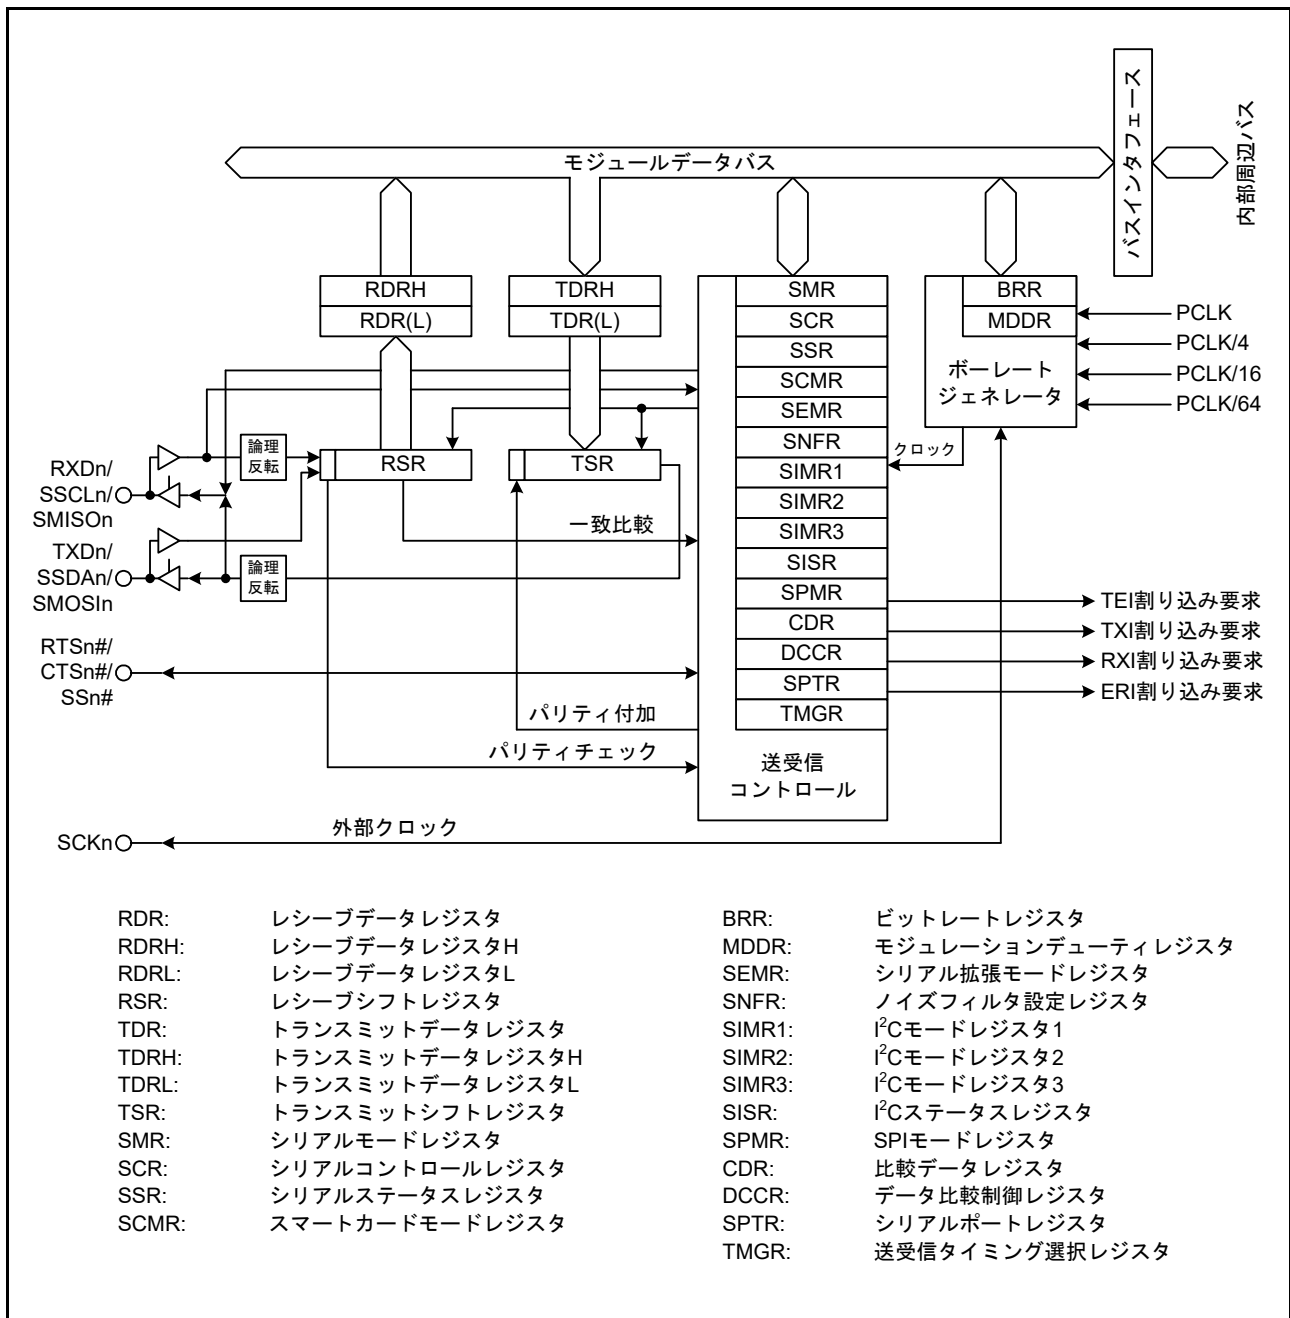 モジュールデータバス
バスインタフェース
内部周辺バス
RDRH
RDR(L)
TDRH
TDR(L)
SMR
SCR
SSR
SCMR
SEMR
SNFR
SIMR1
SIMR2
SIMR3
SISR
SPMR
CDR
DCCR
SPTR
TMGR
送受信
コントロール
BRR
MDDR
ボーレート
ジェネレータ
PCLK
PCLK/4
PCLK/16
PCLK/64
クロック
RXDn/
SSCLn/
SMISOn
論理
反転
RSR
TSR
一致比較
TXDn/
SSDAn/
SMOSIn
論理
反転
RTSn#/
CTSn#/
SSn#
パリティ付加
パリティチェック
TEI割り込み要求
TXI割り込み要求
RXI割り込み要求
ERI割り込み要求
SCKn
外部クロック
RDR: レシーブデータレジスタ
RDRH: レシーブデータレジスタH
RDRL: レシーブデータレジスタL
RSR: レシーブシフトレジスタ
TDR: トランスミットデータレジスタ
TDRH: トランスミットデータレジスタH
TDRL: トランスミットデータレジスタL
TSR: トランスミットシフトレジスタ
SMR: シリアルモードレジスタ
SCR: シリアルコントロールレジスタ
SSR: シリアルステータスレジスタ
SCMR: スマートカードモードレジスタ
BRR: ビットレートレジスタ
MDDR: モジュレーションデューティレジスタ
SEMR: シリアル拡張モードレジスタ
SNFR: ノイズフィルタ設定レジスタ
SIMR1: I²Cモードレジスタ1
SIMR2: I²Cモードレジスタ2
SIMR3: I²Cモードレジスタ3
SISR: I²Cステータスレジスタ
SPMR: SPIモードレジスタ
CDR: 比較データレジスタ
DCCR: データ比較制御レジスタ
SPTR: シリアルポートレジスタ
TMGR: 送受信タイミング選択レジスタ